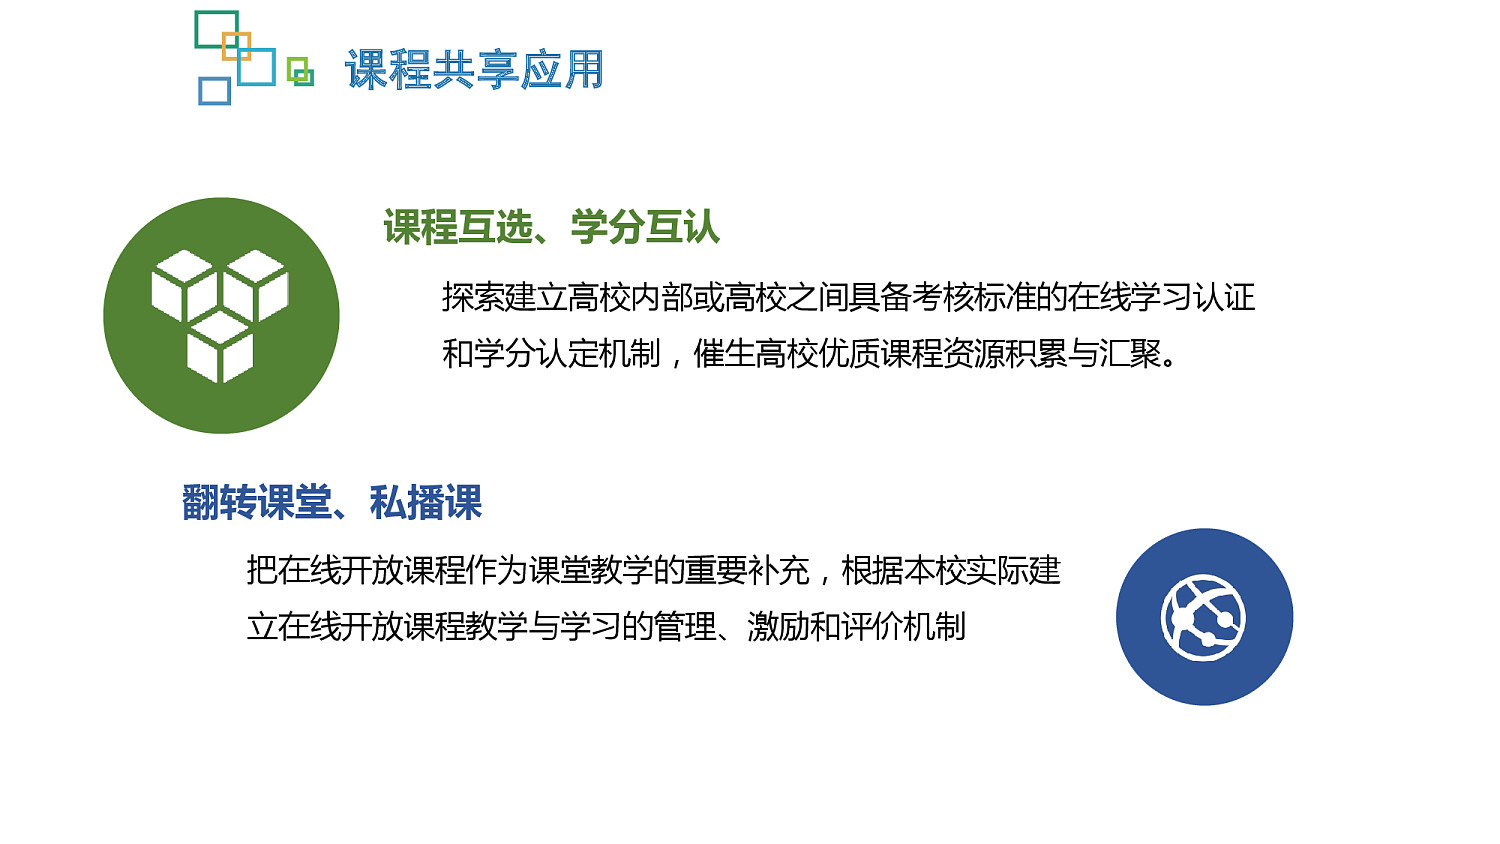 课程共享应用
课程互选、学分互认
探索建立高校内部或高校之间具备考核标准的在线学习认证
和学分认定机制，催生高校优质课程资源积累与汇聚。
翻转课堂、私播课
把在线开放课程作为课堂教学的重要补充，根据本校实际建
立在线开放课程教学与学习的管理、激励和评价机制